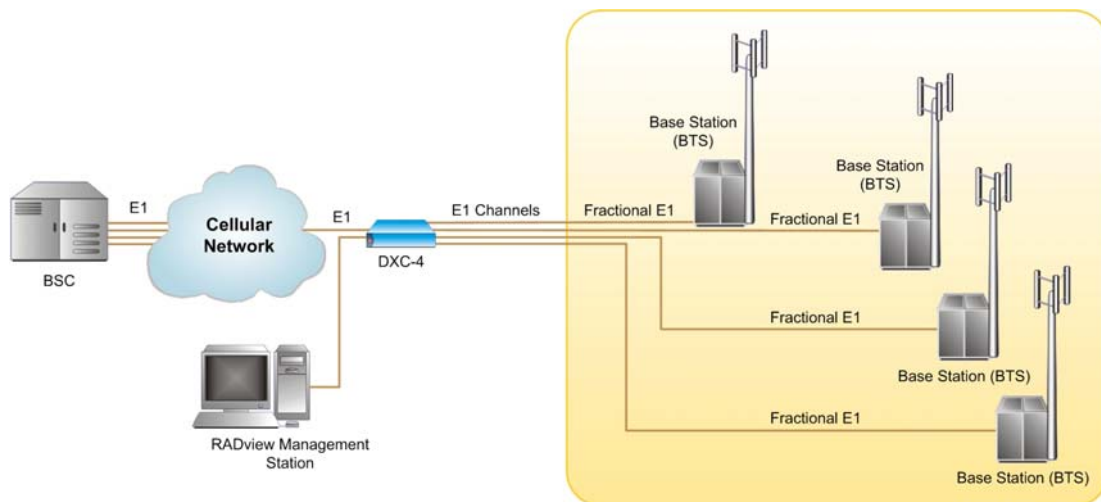 Base Station
(BTS)
Base Station
(BTS)
E1
Cellular
Network
E1
E1 Channels
Fractional E1
Fractional E1
BSC
DXC-4
Fractional E1
Base Station (BTS)
RADview Management
Station
Fractional E1
Base Station (BTS)